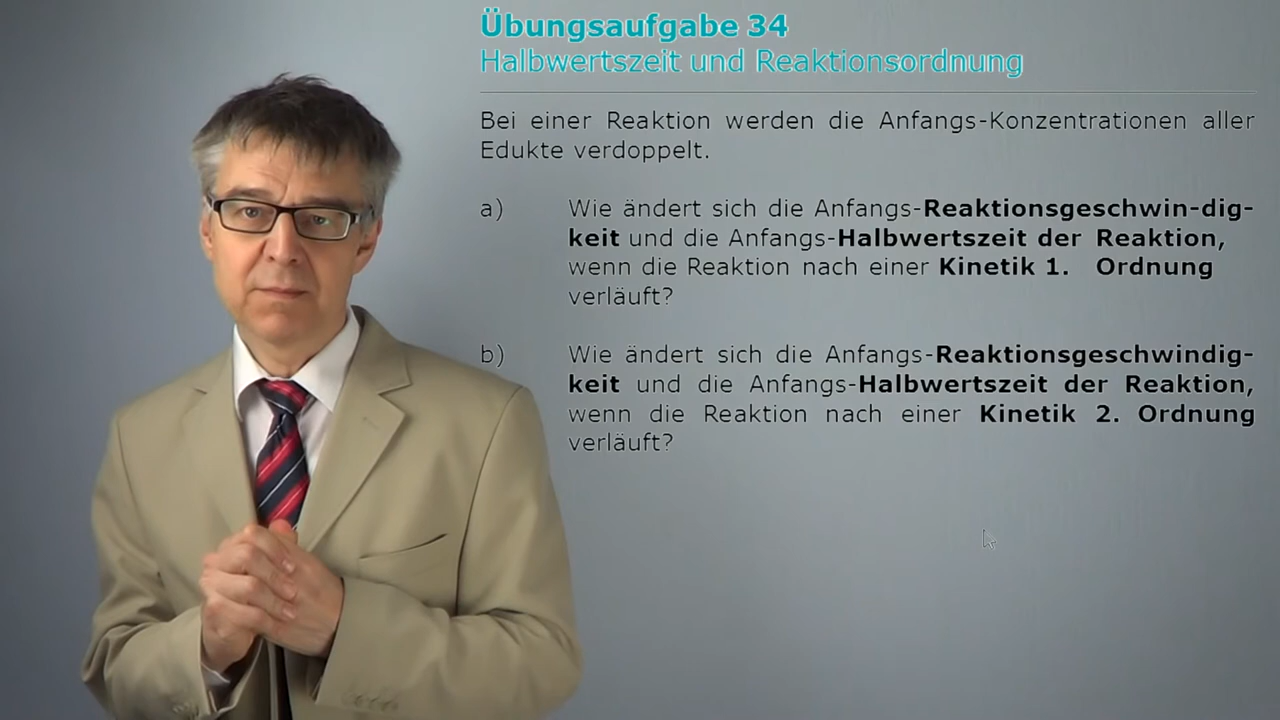 Übungsaufgabe 34
Halbwertszeit und Reaktionsordnung
Bei einer Reaktion werden die Anfangs-Konzentrationen aller
Edukte verdoppelt.
a) Wie ändert sich die Anfangs-Reaktionsgeschwin-dig-
keit und die Anfangs-Halbwertszeit der Reaktion,
wenn die Reaktion nach einer Kinetik 1. Ordnung
verläuft?
b) Wie ändert sich die Anfangs-Reaktionsgeschwindig-
keit und die Anfangs-Halbwertszeit der Reaktion,
wenn die Reaktion nach einer Kinetik 2. Ordnung
verläuft?